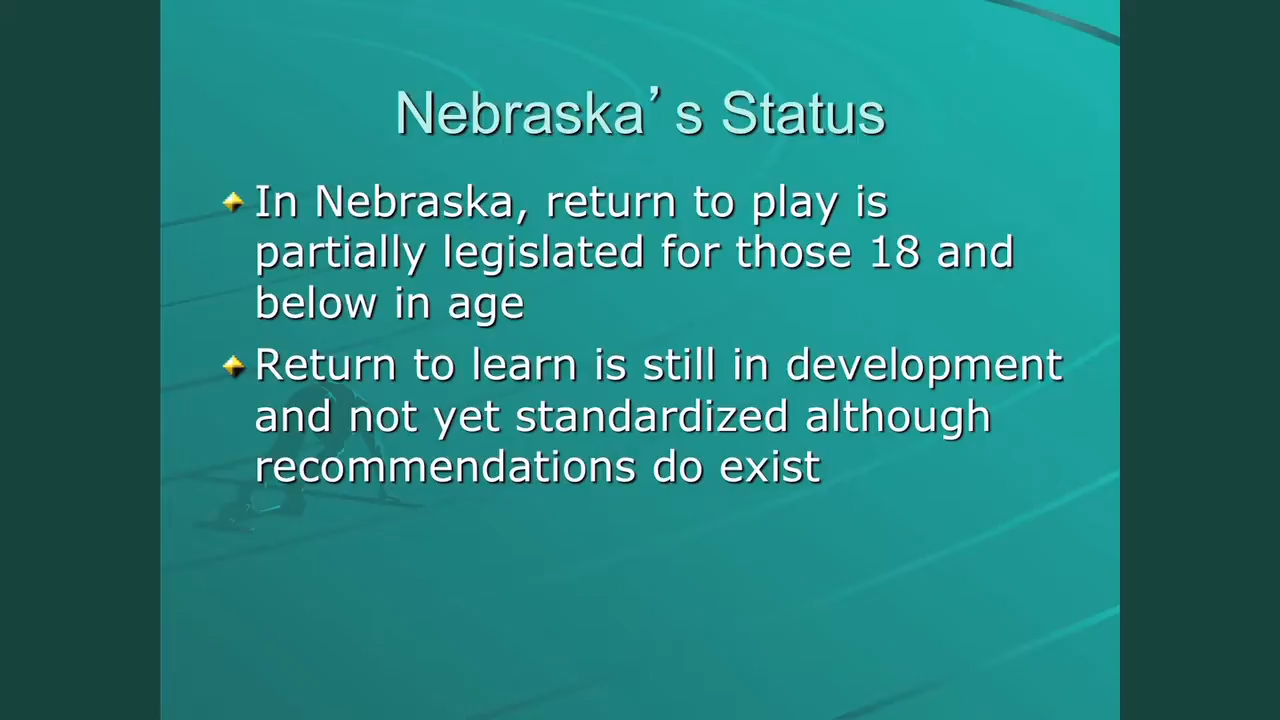 Nebraska’s Status
In Nebraska, return to play is
partially legislated for those 18 and
below in age
Return to learn is still in development
and not yet standardized although
recommendations do exist